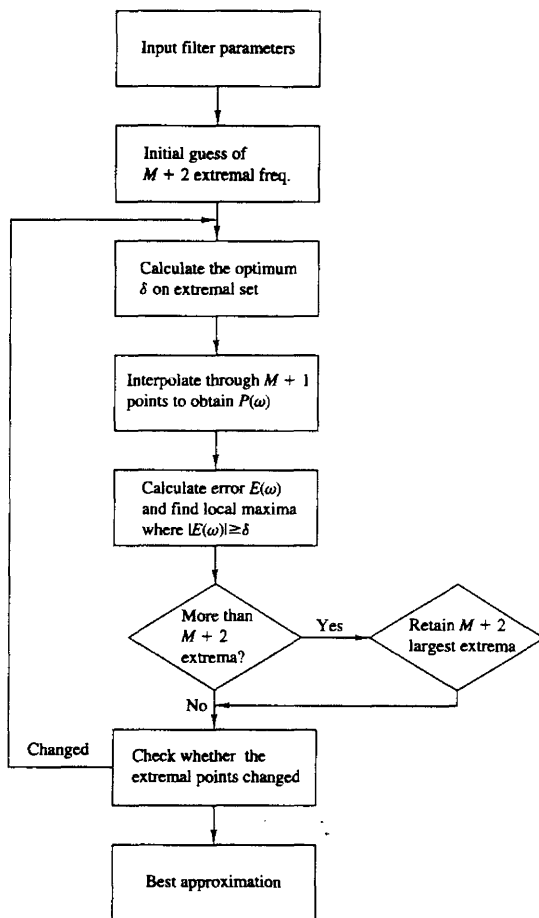 Input filter parameters
Initial guess of
M + 2 extremal freq.
Calculate the optimum
δ on extremal set
Interpolate through M + 1
points to obtain P(ω)
Calculate error E(ω)
and find local maxima
where |E(ω)|≥δ
More than
M + 2
extrema?
Yes
Retain M + 2
largest extrema
No
Changed
Check whether the
extremal points changed
Best approximation